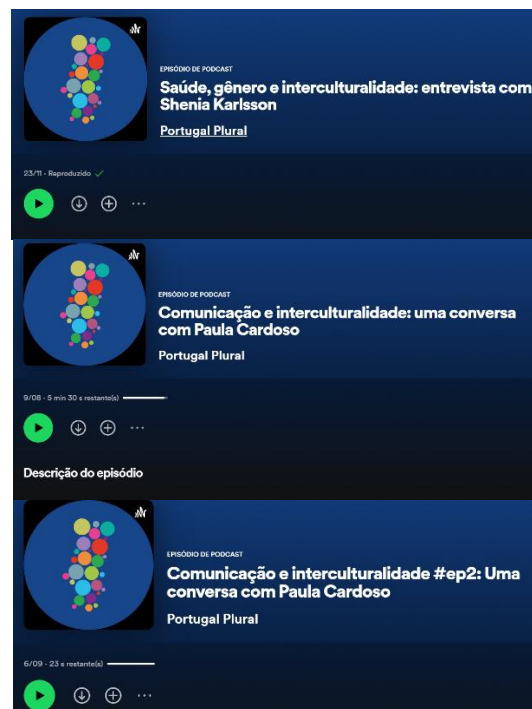 EPISÓDIO DE PODCAST
Saúde, gênero e interculturalidade: entrevista com
Shenia Karlsson
Portugal Plural
23/11 - Reproduzido
EPISÓDIO DE PODCAST
Comunicação e interculturalidade: uma conversa
com Paula Cardoso
Portugal Plural
9/08 - 5 min 30 s restante(s)
Descrição do episódio
EPISÓDIO DE PODCAST
Comunicação e interculturalidade #ep2: Uma
conversa com Paula Cardoso
Portugal Plural
6/09 - 23 s restante(s)